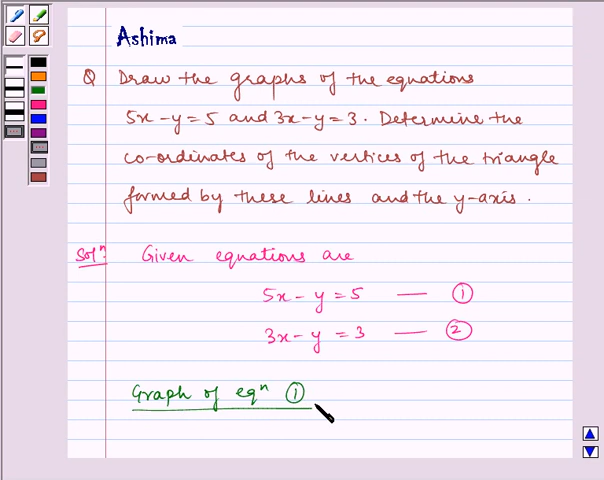 Ashima
Q Draw the graphs of the equations
5x-y=5 and 3x-y=3. Determine the
co-ordinates of the vertices of the triangle
formed by these lines and the y-axis.
Solⁿ: Given equations are
5x-y=5 — ①
3x-y=3 — ②
Graph of eqⁿ ①